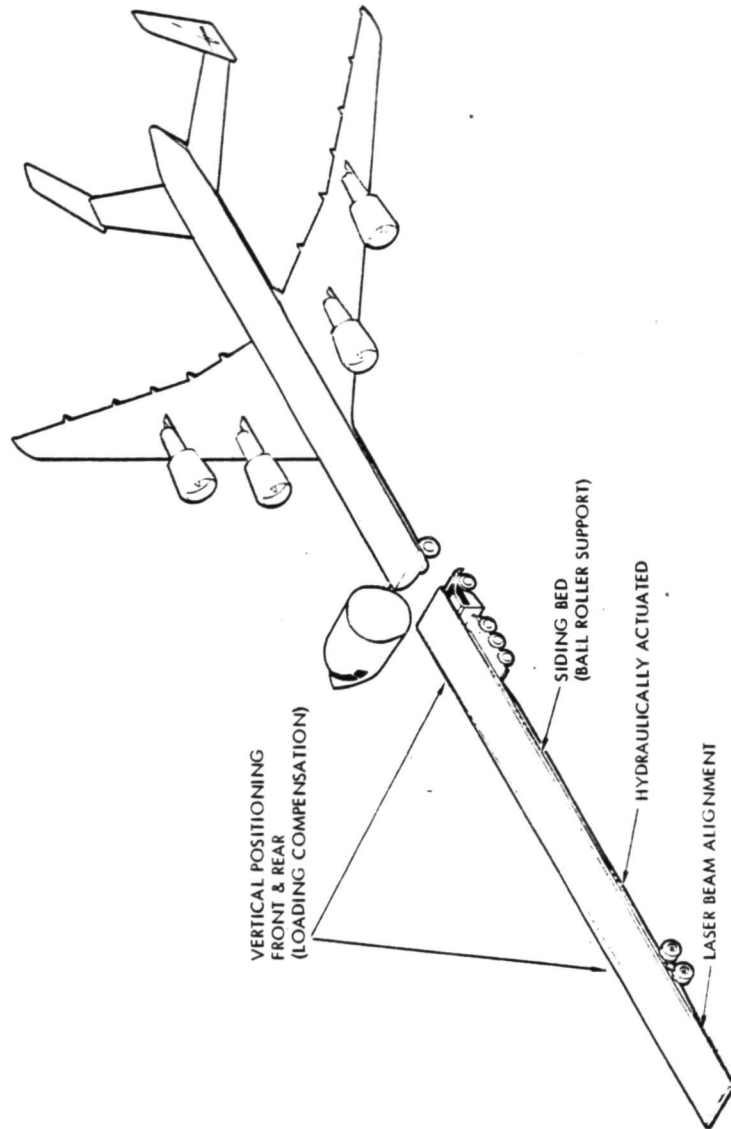 VERTICAL POSITIONING
FRONT & REAR
(LOADING COMPENSATION)
SIDING BED
(BALL ROLLER SUPPORT)
HYDRAULICALLY ACTUATED
LASER BEAM ALIGNMENT